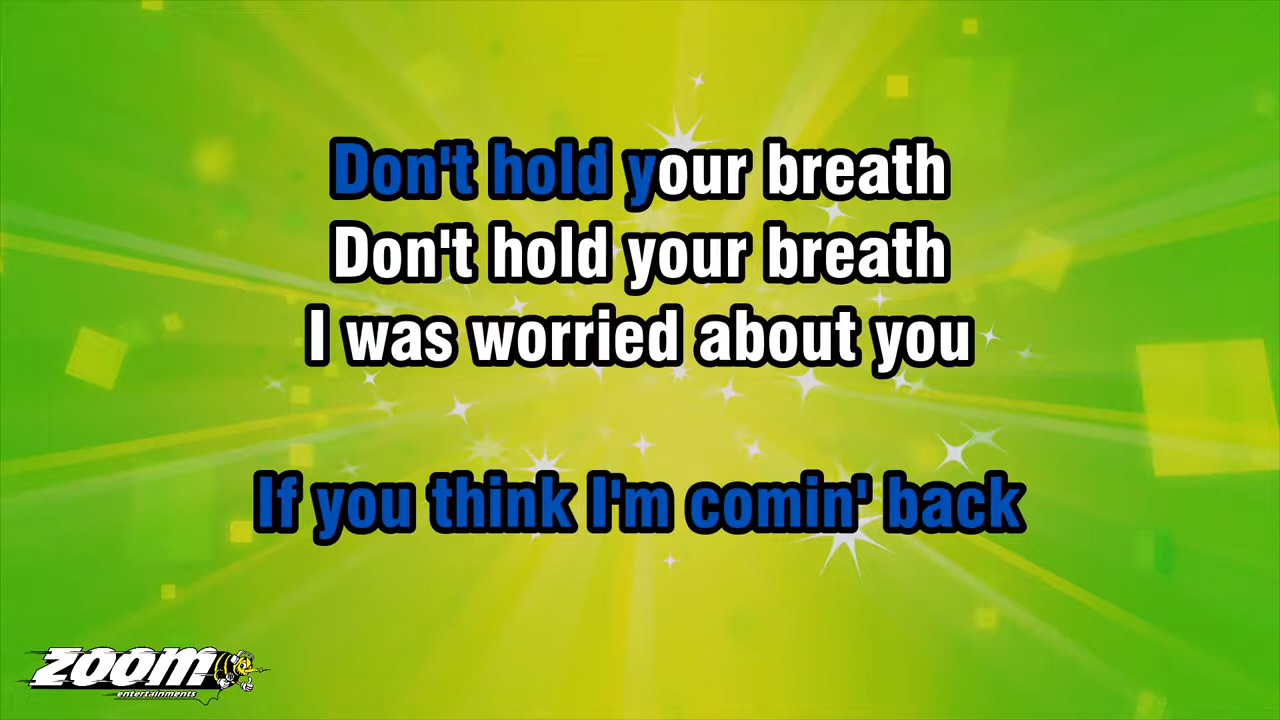 Don't hold your breath
Don't hold your breath
I was worried about you
If you think I'm comin' back
ZOOM
entertainments